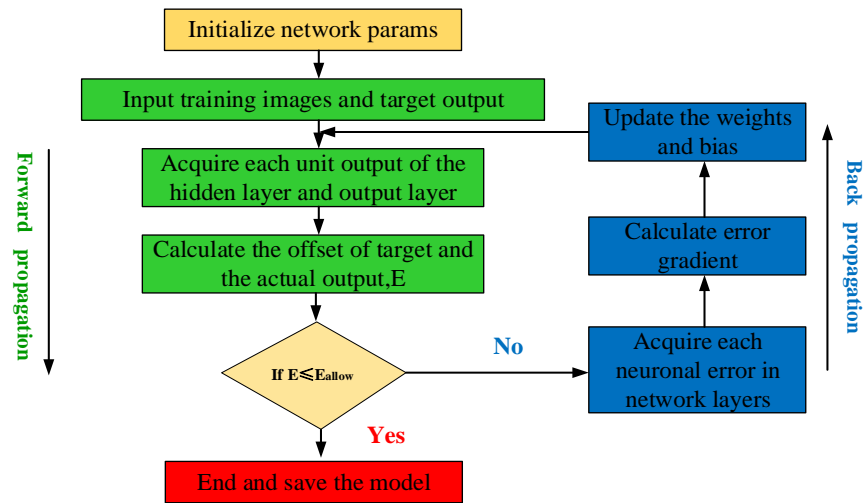 Initialize network params
Input training images and target output
Acquire each unit output of the
hidden layer and output layer
Calculate the offset of target and
the actual output,E
If E≤Eallow
No
Yes
End and save the model
Acquire each
neuronal error in
network layers
Calculate error
gradient
Update the weights
and bias
Forward propagation
Back propagation